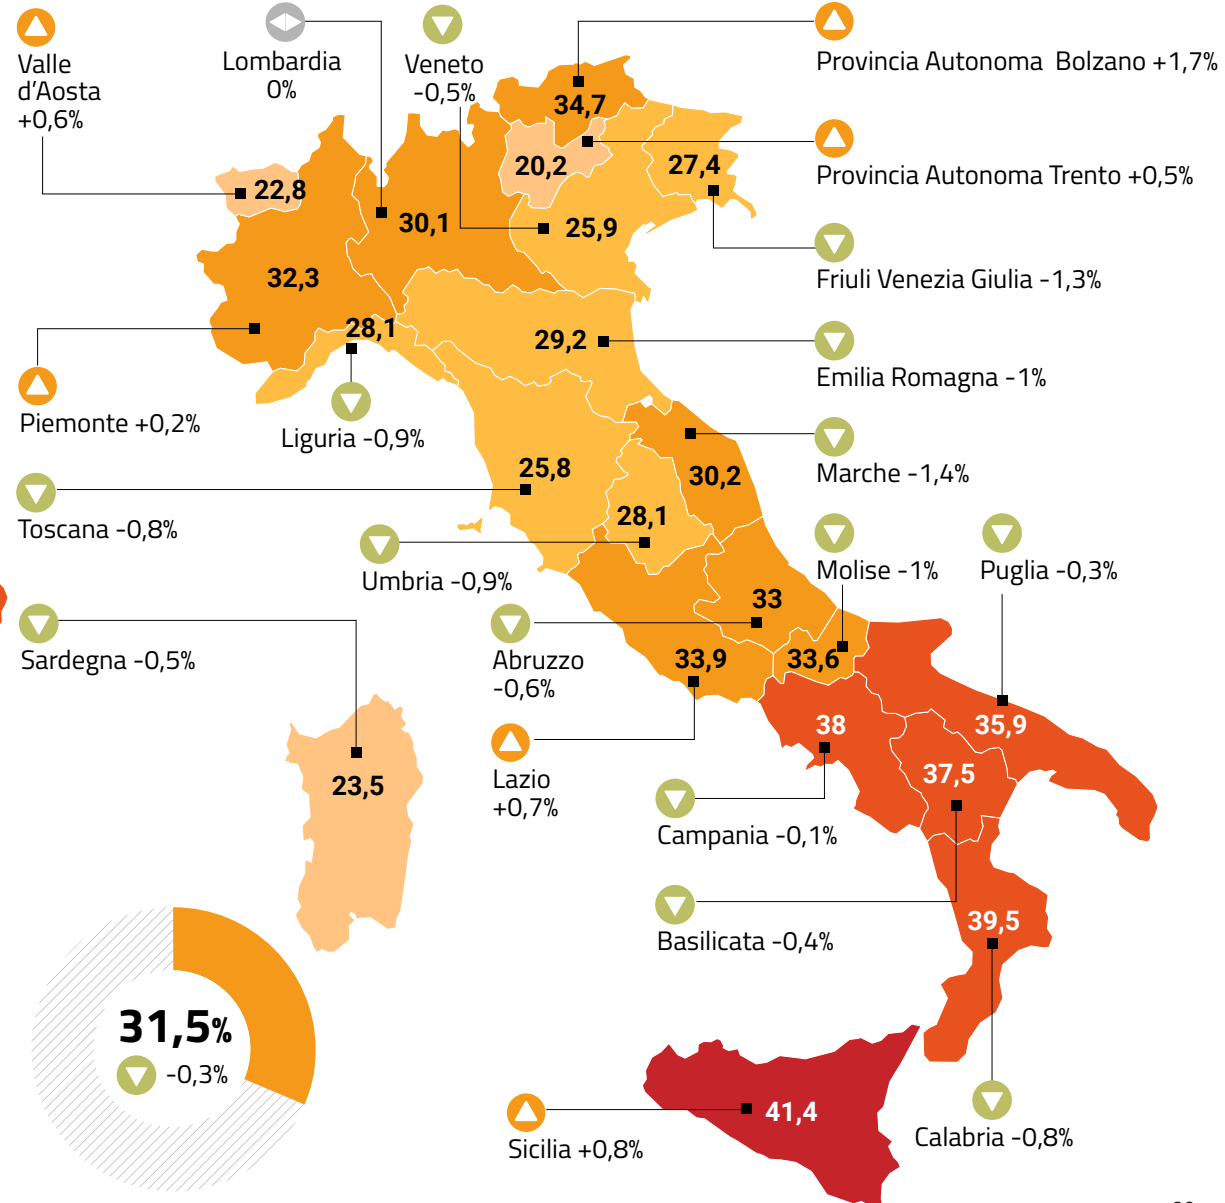 Valle
d’Aosta
+0,6%
Lombardia
0%
Veneto
-0,5%
Provincia Autonoma Bolzano +1,7%
34,7
20,2
27,4
Provincia Autonoma Trento +0,5%
22,8
30,1
25,9
32,3
Friuli Venezia Giulia -1,3%
28,1
29,2
Emilia Romagna -1%
Piemonte +0,2%
Liguria -0,9%
25,8
30,2
Marche -1,4%
Toscana -0,8%
28,1
Umbria -0,9%
Molise -1%
Puglia -0,3%
33
Sardegna -0,5%
Abruzzo
-0,6%
33,9
33,6
38
35,9
Lazio
+0,7%
23,5
37,5
Campania -0,1%
Basilicata -0,4%
39,5
31,5%
-0,3%
41,4
Sicilia +0,8%
Calabria -0,8%